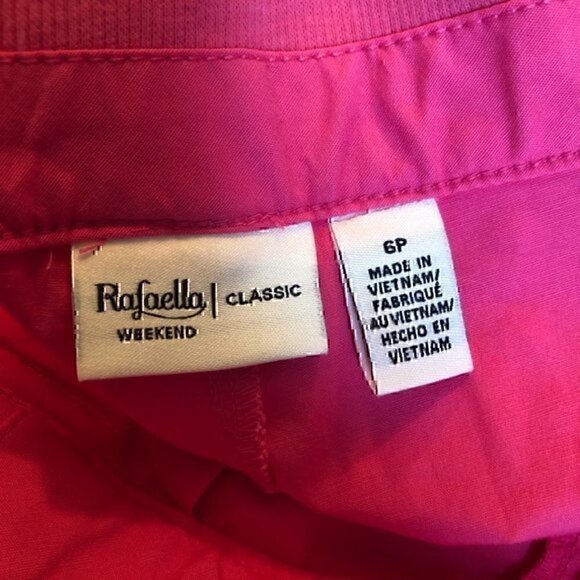 Rafaella | CLASSIC
WEEKEND
6P
MADE IN
VIETNAM/
FABRIQUÉ
AU VIETNAM/
HECHO EN
VIETNAM